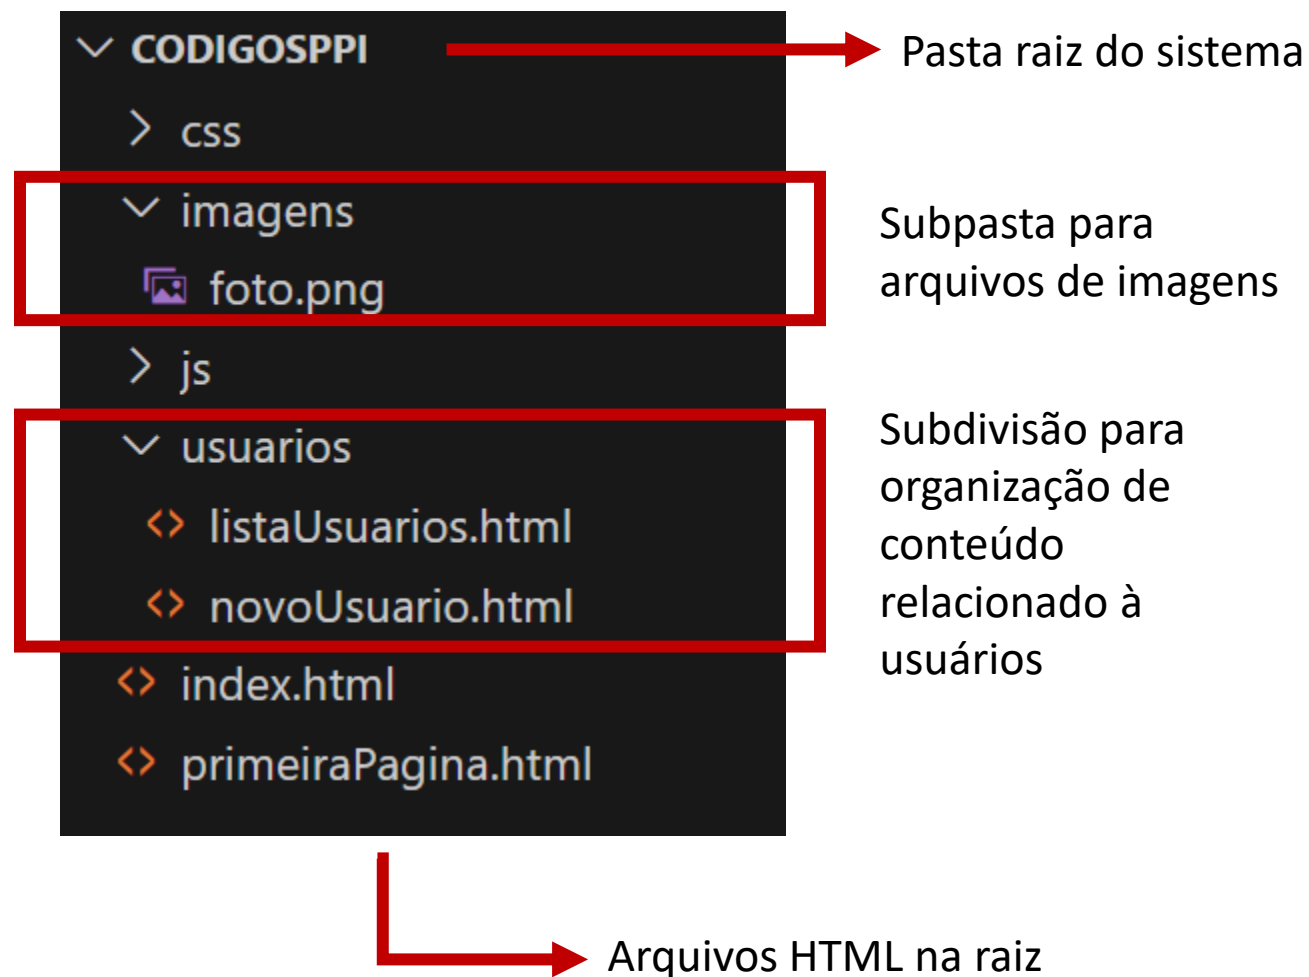 CODIGOSPPI
Pasta raiz do sistema
css
imagens
foto.png
Subpasta para
arquivos de imagens
js
usuarios
listaUsuarios.html
novoUsuario.html
Subdivisão para
organização de
conteúdo
relacionado à
usuários
index.html
primeiraPagina.html
Arquivos HTML na raiz